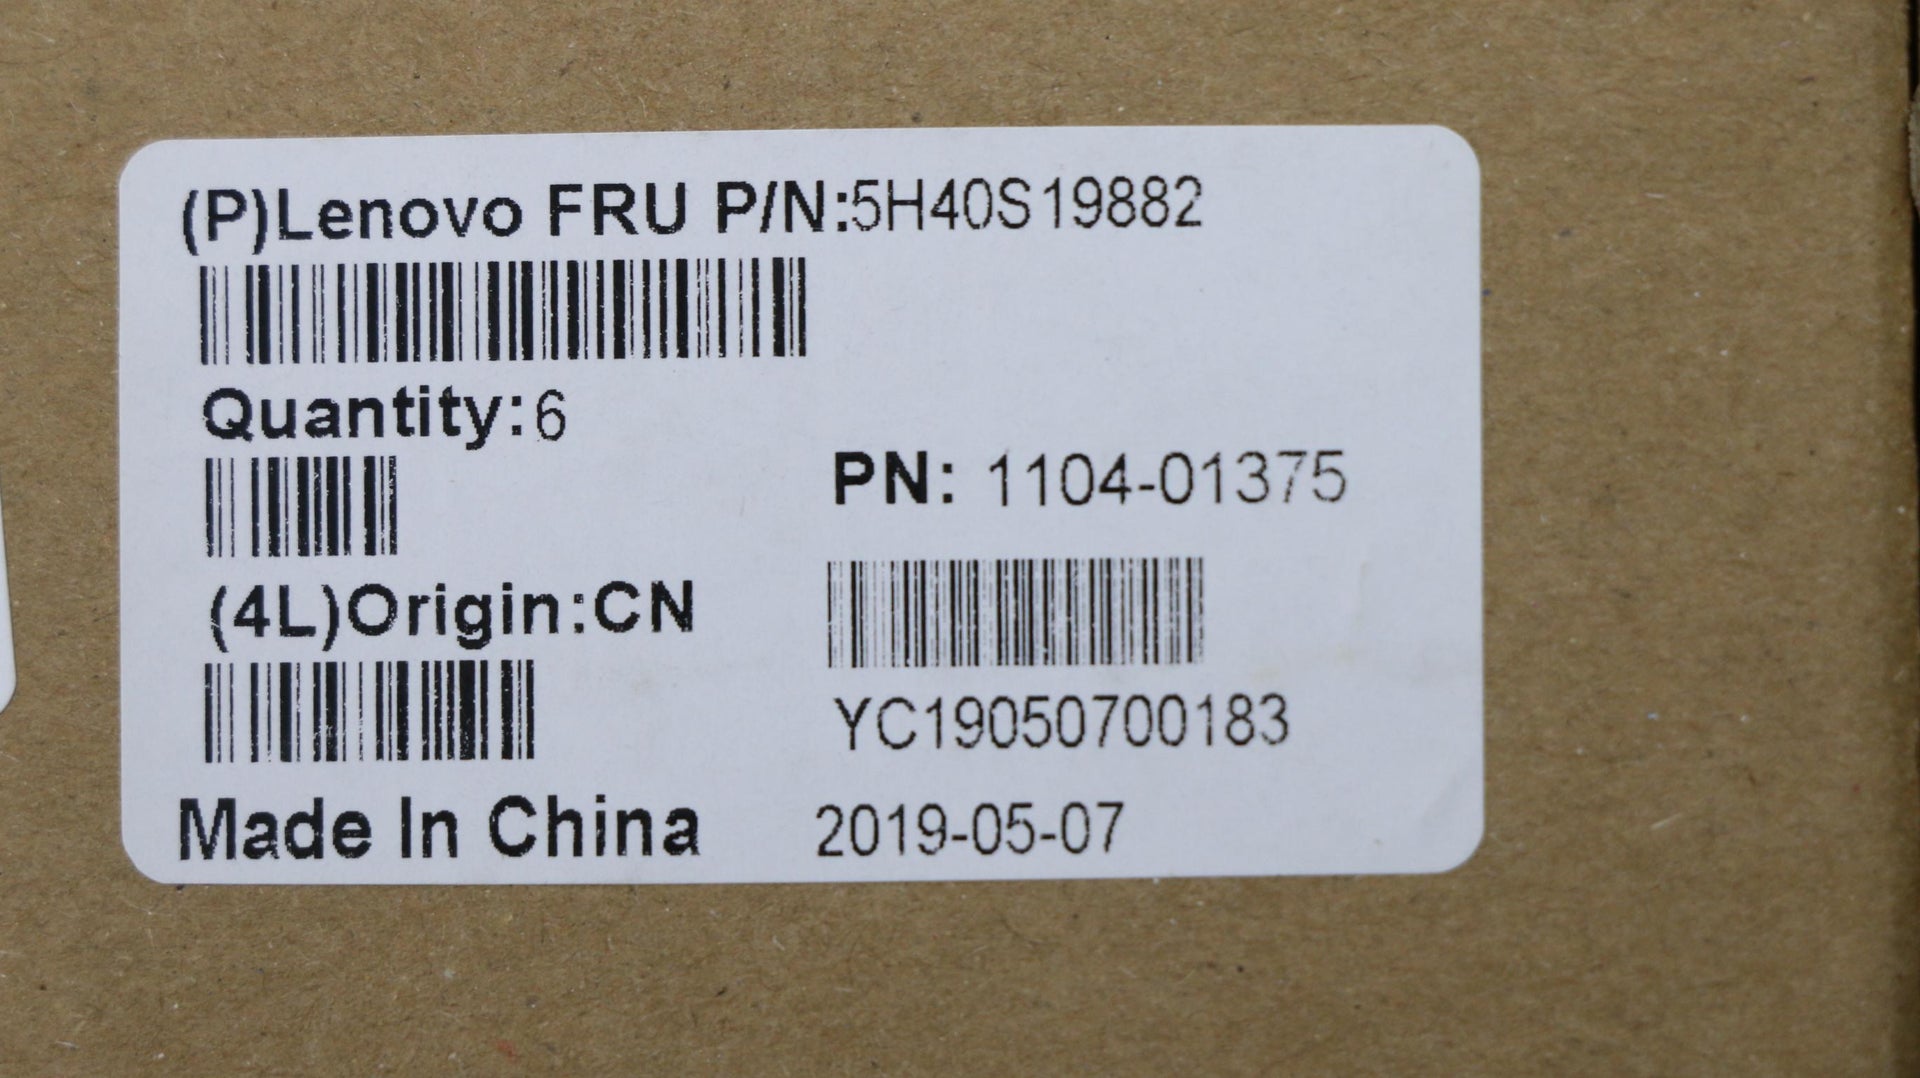 (P)Lenovo FRU P/N:5H40S19882
Quantity:6
PN: 1104-01375
(4L)Origin:CN
YC19050700183
Made In China
2019-05-07